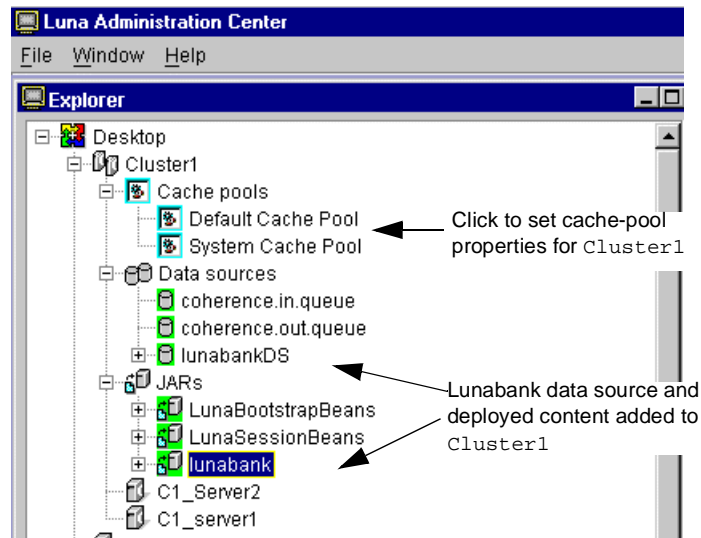 Luna Administration Center
File Window Help
Explorer
Desktop
Cluster1
Cache pools
Default Cache Pool
System Cache Pool
Click to set cache-pool
properties for Cluster1
Data sources
coherence.in.queue
coherence.out.queue
lunabankDS
JARs
LunaBootstrapBeans
LunaSessionBeans
lunabank
Lunabank data source and
deployed content added to
Cluster1
C1_Server2
C1_server1